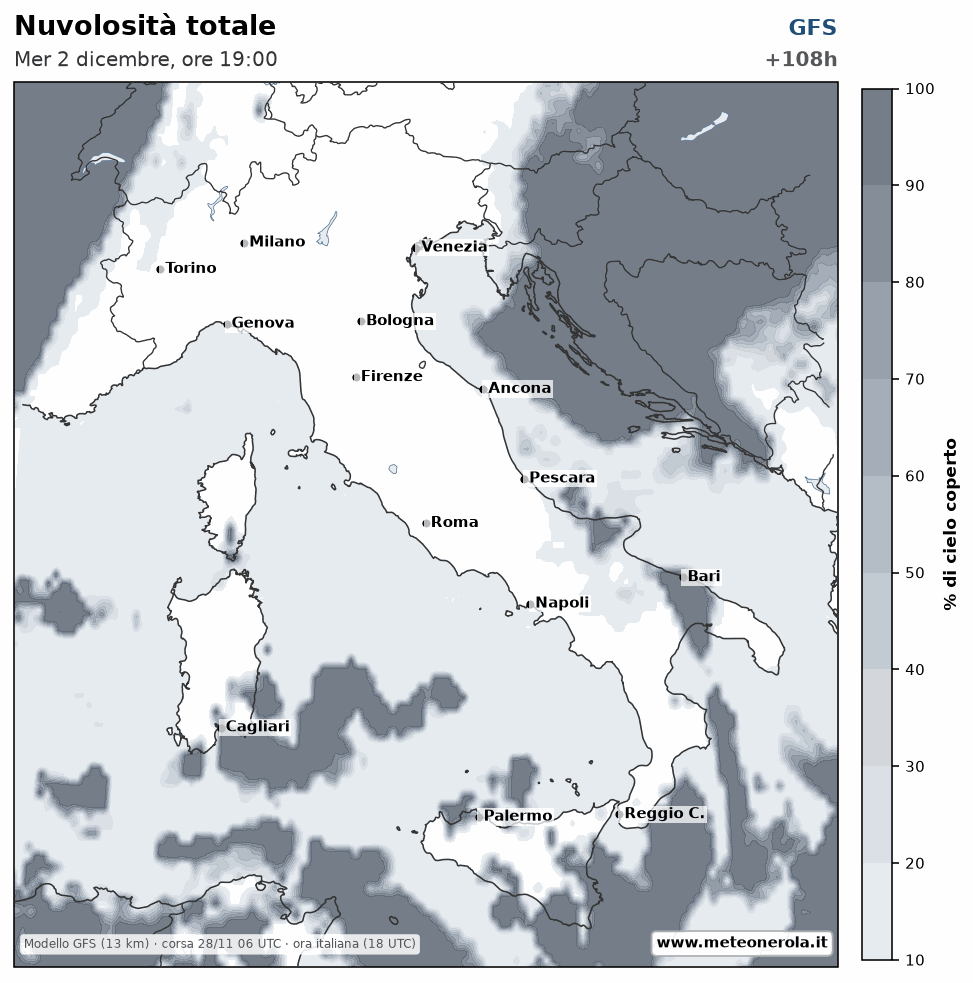 Nuvolosità totale
GFS
Mer 2 dicembre, ore 19:00
+108h
Milano
Venezia
Torino
Genova
Bologna
Firenze
Ancona
Pescara
Roma
Bari
Napoli
Cagliari
Palermo
Reggio C.
Modello GFS (13 km) · corsa 28/11 06 UTC · ora italiana (18 UTC)
www.meteonerola.it
100
90
80
70
60
50
40
30
20
10
% di cielo coperto